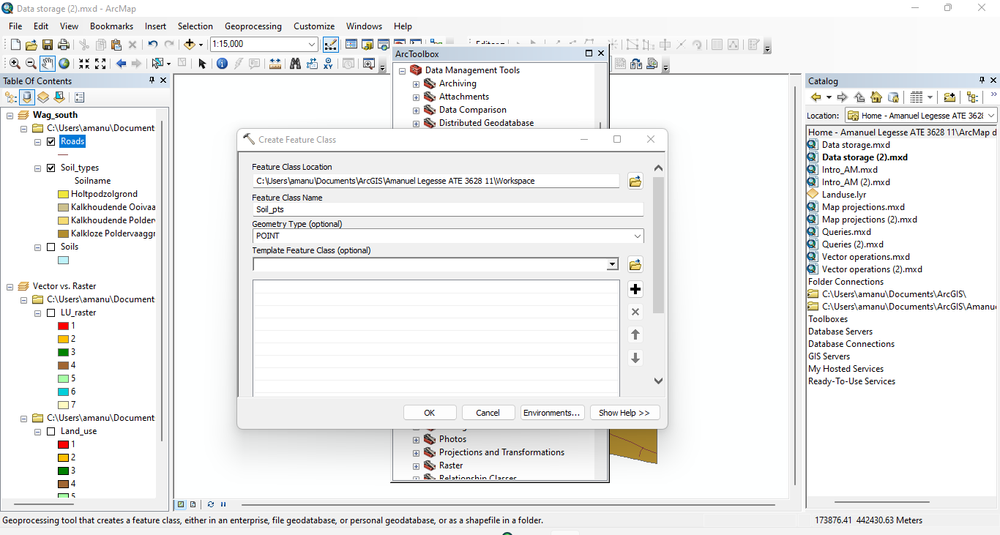 Data storage (2).mxd - ArcMap
File Edit View Bookmarks Insert Selection Geoprocessing Customize Windows Help
1:15,000
Table Of Contents
Wag_south
C:\Users\amanu\Document
Roads
Soil_types
Soilname
Holtpodzolgrond
Kalkhoudende Ooivaa
Kalkhoudende Polder
Kalkloze Poldervaaggr
Soils
Vector vs. Raster
C:\Users\amanu\Document
LU_raster
1
2
3
4
5
6
7
C:\Users\amanu\Document
Land_use
1
2
3
4
5
ArcToolbox
Data Management Tools
Archiving
Attachments
Data Comparison
Distributed Geodatabase
Create Feature Class
Feature Class Location
C:\Users\amanu\Documents\ArcGIS\Amanuel Legesse ATE 3628 11\Workspace
Feature Class Name
Soil_pts
Geometry Type (optional)
POINT
Template Feature Class (optional)
OK Cancel Environments... Show Help >>
Photos
Projections and Transformations
Raster
Relationship Classes
Catalog
Location: Home - Amanuel Legesse ATE 3628
Home - Amanuel Legesse ATE 3628 11\ArcMap d
Data storage.mxd
Data storage (2).mxd
Intro_AM.mxd
Intro_AM (2).mxd
Landuse.lyr
Map projections.mxd
Map projections (2).mxd
Queries.mxd
Queries (2).mxd
Vector operations.mxd
Vector operations (2).mxd
Folder Connections
C:\Users\amanu\Documents\ArcGIS\
C:\Users\amanu\Documents\ArcGIS\Amanu
Toolboxes
Database Servers
Database Connections
GIS Servers
My Hosted Services
Ready-To-Use Services
Geoprocessing tool that creates a feature class, either in an enterprise, file geodatabase, or personal geodatabase, or as a shapefile in a folder.
173876.41 442430.63 Meters